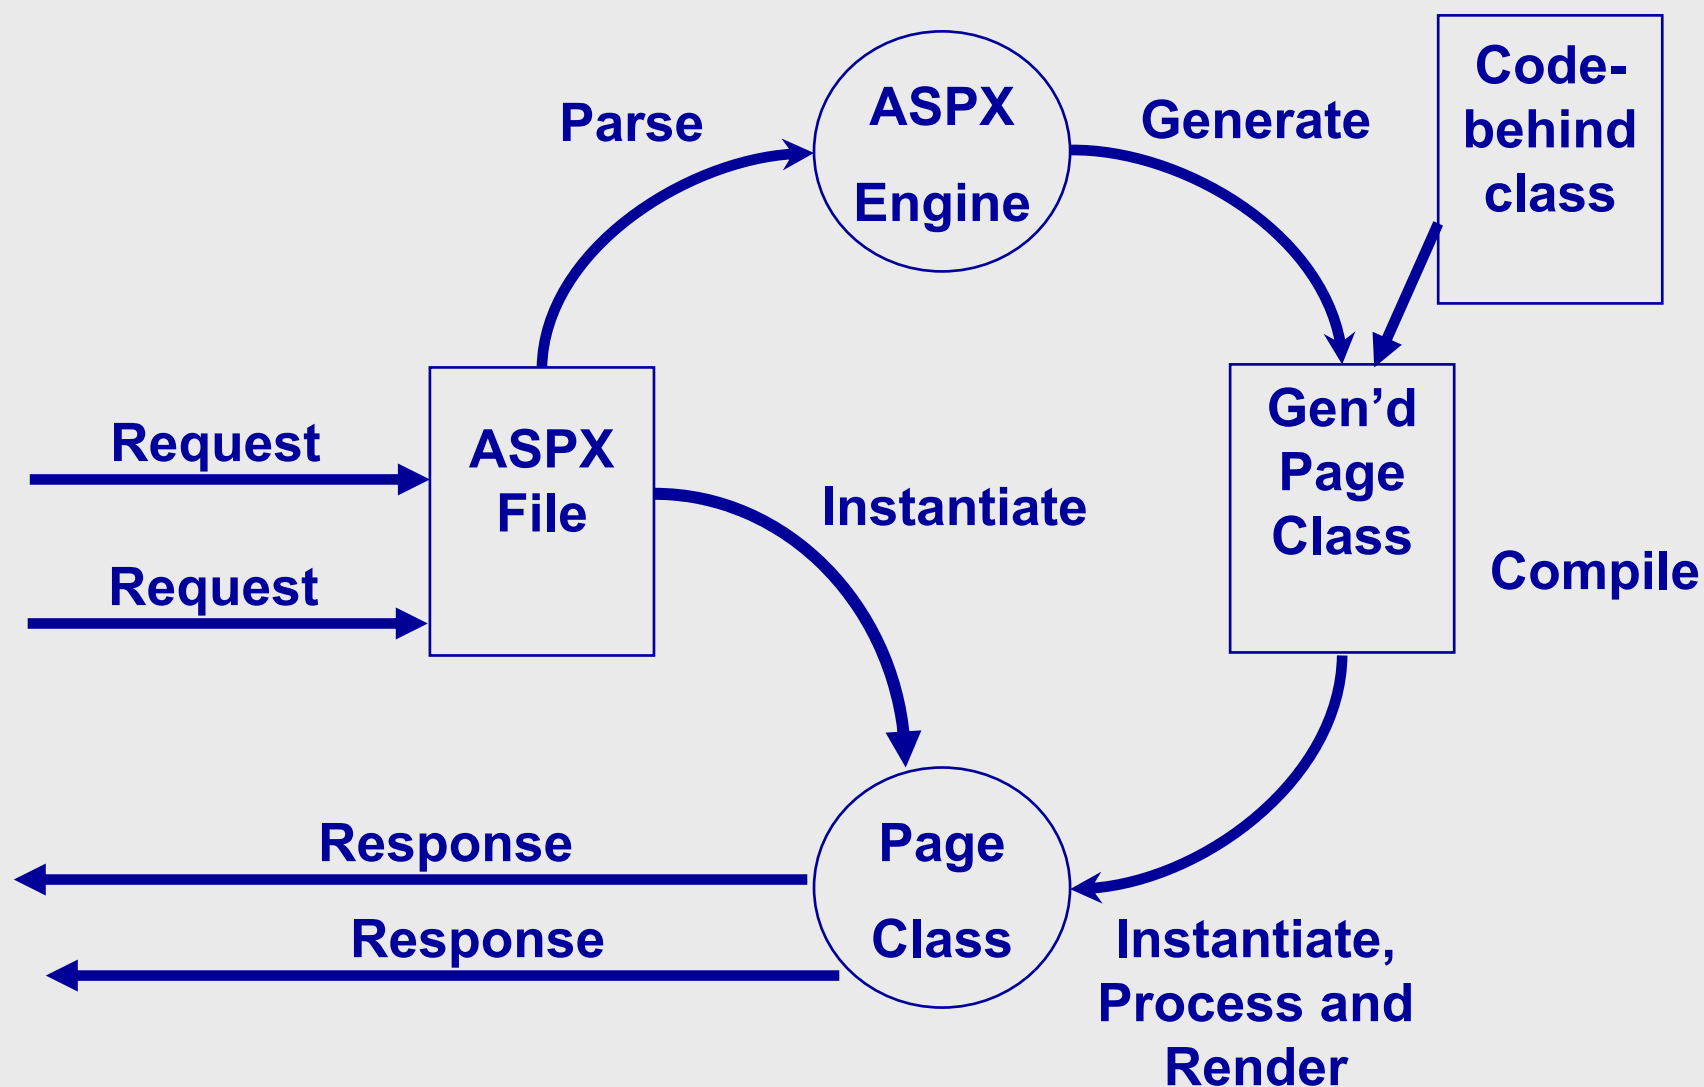 Parse
ASPX
Engine
Generate
Code-
behind
class
Request
Request
ASPX
File
Instantiate
Gen’d
Page
Class
Compile
Response
Response
Page
Class
Instantiate,
Process and
Render